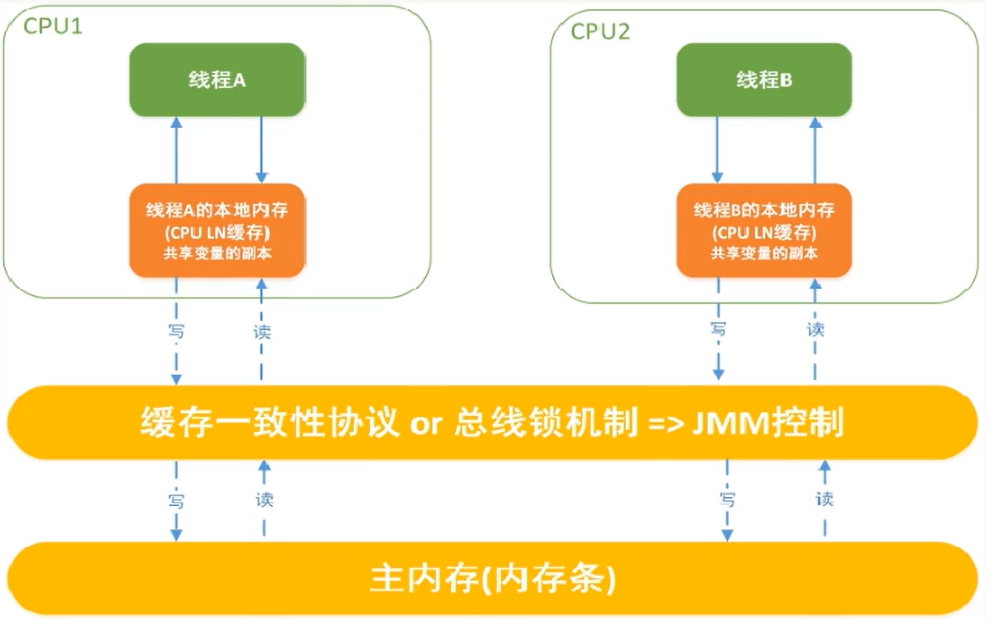 CPU1
CPU2
线程A
线程B
线程A的本地内存
(CPU LN缓存)
共享变量的副本
线程B的本地内存
(CPU LN缓存)
共享变量的副本
写
读
写
读
缓存一致性协议 or 总线锁机制 => JMM控制
写
读
写
读
主内存(内存条)